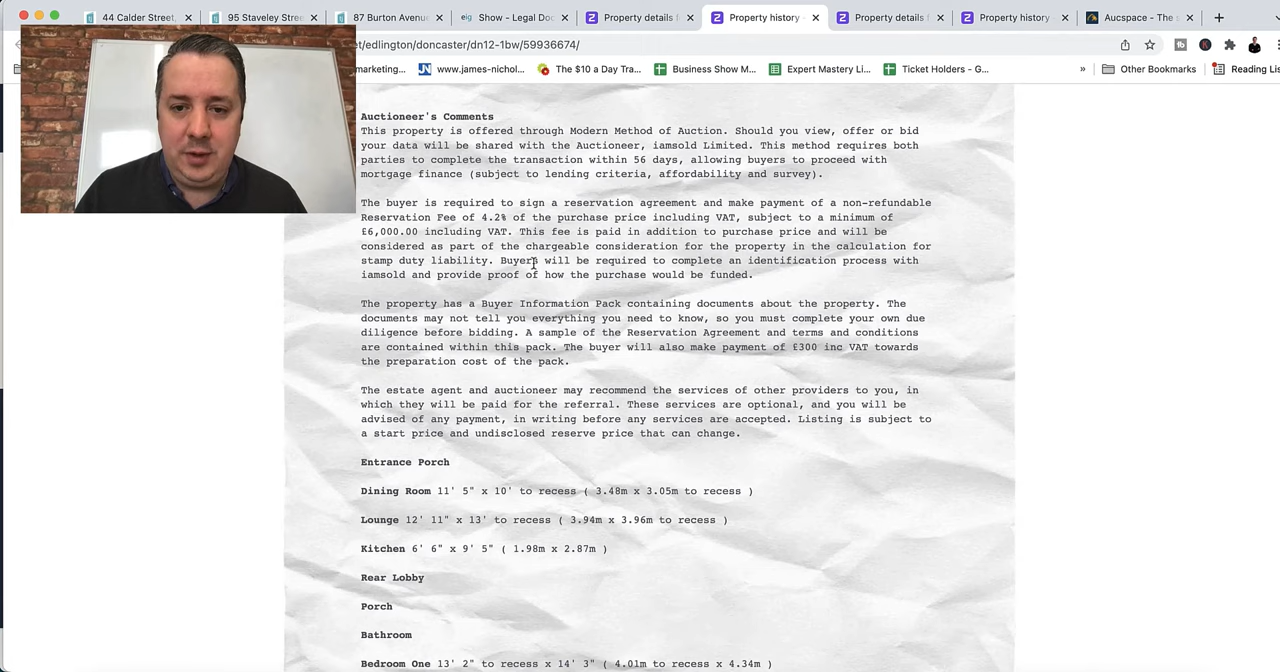 44 Calder Street,
95 Staveley Stree
87 Burton Avenu
eig
Show - Legal Doc
Property details f
Property history -
Property details f
Property history
Aucspace - The s
et/edlington/doncaster/dn12-1bw/59936674/
marketing...
www.james-nichol...
The $10 a Day Tra...
Business Show M...
Expert Mastery Li...
Ticket Holders - G...
»
Other Bookmarks
Reading Lis
Auctioneer's Comments
This property is offered through Modern Method of Auction. Should you view, offer or bid
your data will be shared with the Auctioneer, iamsold Limited. This method requires both
parties to complete the transaction within 56 days, allowing buyers to proceed with
mortgage finance (subject to lending criteria, affordability and survey).
The buyer is required to sign a reservation agreement and make payment of a non-refundable
Reservation Fee of 4.2% of the purchase price including VAT, subject to a minimum of
£6,000.00 including VAT. This fee is paid in addition to purchase price and will be
considered as part of the chargeable consideration for the property in the calculation for
stamp duty liability. Buyers will be required to complete an identification process with
iamsold and provide proof of how the purchase would be funded.
The property has a Buyer Information Pack containing documents about the property. The
documents may not tell you everything you need to know, so you must complete your own due
diligence before bidding. A sample of the Reservation Agreement and terms and conditions
are contained within this pack. The buyer will also make payment of £300 inc VAT towards
the preparation cost of the pack.
The estate agent and auctioneer may recommend the services of other providers to you, in
which they will be paid for the referral. These services are optional, and you will be
advised of any payment, in writing before any services are accepted. Listing is subject to
a start price and undisclosed reserve price that can change.
Entrance Porch
Dining Room 11' 5" x 10' to recess ( 3.48m x 3.05m to recess )
Lounge 12' 11" x 13' to recess ( 3.94m x 3.96m to recess )
Kitchen 6' 6" x 9' 5" ( 1.98m x 2.87m )
Rear Lobby
Porch
Bathroom
Bedroom One 13' 2" to recess x 14' 3" ( 4.01m to recess x 4.34m )